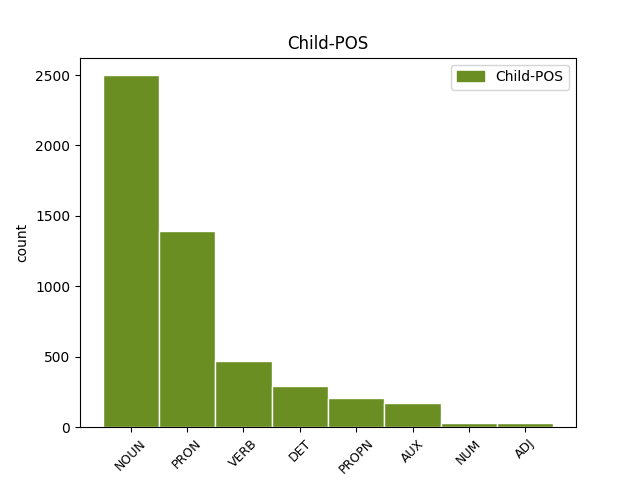 Child-POS
Child-POS
count
2500
2000
1500
1000
500
0
NOUN
PRON
VERB
DET
PROPN
AUX
NUM
ADJ